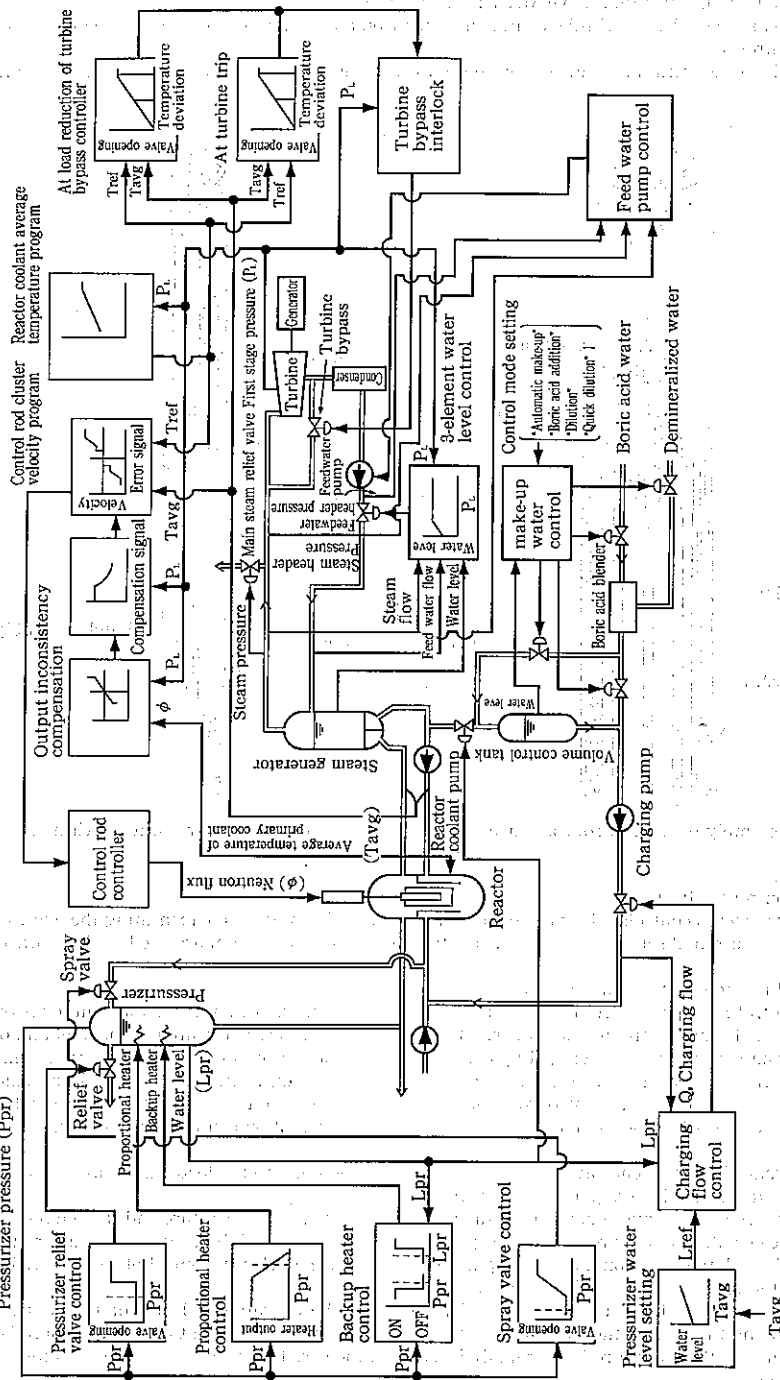 At load reduction of turbine
bypass controller
Valve opening
Temperature
deviation
At turbine trip
Valve opening
Temperature
deviation
Tref
Tavg
Tavg
Tref
PL
Turbine
bypass
interlock
Feed water
pump control
Reactor coolant average
temperature program
PL
Control rod cluster
velocity program
Velocity
Error signal
Tavg
Tref
Compensation signal
PL
Output inconsistency
compensation
φ
PL
Control rod
controller
Main steam relief valve
First stage pressure (PL)
Generator
Turbine
Turbine
bypass
Condenser
Feedwater
pump
Feedwater
header pressure
Steam header
Pressure
Steam pressure
3-element water
level control
PL
Water leve
PL
Steam
flow
Feed water flow
Water level
Steam generator
Average temperature of
primary coolant
(Tavg)
(φ) Neutron flux
Reactor
coolant pump
Reactor
Control mode setting
"Automatic make-up"
"Boric acid addition"
"Dilution"
"Quick dilution"
make-up
water
control
Boric acid water
Demineralized water
Boric acid blender
Water leve
Volume control tank
Charging pump
Pressurizer pressure (Ppr)
Spray
valve
Pressurizer
Relief
valve
Proportional heater
Backup heater
Water level
(Lpr)
Pressurizer relief
valve control
Valve opening
Ppr
Ppr
Proportional heater
control
Heater output
Ppr
Ppr
Backup heater
control
ON
OFF
Ppr
Lpr
Ppr
Lpr
Spray valve control
Valve opening
Ppr
Ppr
Pressurizer water
level setting
Water
level
Tavg
Tavg
Lref
Charging
flow
control
Lpr
Q, Charging flow